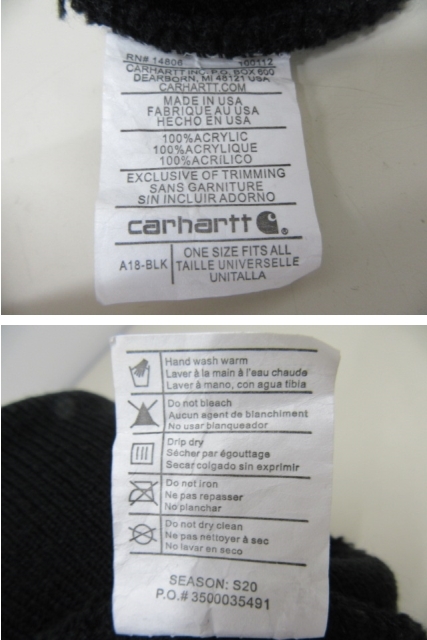 RN# 14806 100112
CARHARTT INC. P.O. BOX 600
DEARBORN, MI 48121 USA
CARHARTT.COM
MADE IN USA
FABRIQUÉ AU USA
HECHO EN USA
100%ACRYLIC
100%ACRYLIQUE
100%ACRILICO
EXCLUSIVE OF TRIMMING
SANS GARNITURE
SIN INCLUIR ADORNO
carhartt
A18-BLK
ONE SIZE FITS ALL
TAILLE UNIVERSELLE
UNITALLA
Hand wash warm
Laver à la main à l'eau chaude
Lavar à mano, con agua tibia
Do not bleach
Aucun agent de blanchiment
No usar blanqueador
Drip dry
Sécher par égouttage
Secar colgado sin exprimir
Do not iron
Ne pas repasser
No planchar
Do not dry clean
Ne pas nettoyer à sec
No lavar en seco
SEASON: S20
P.O.# 3500035491